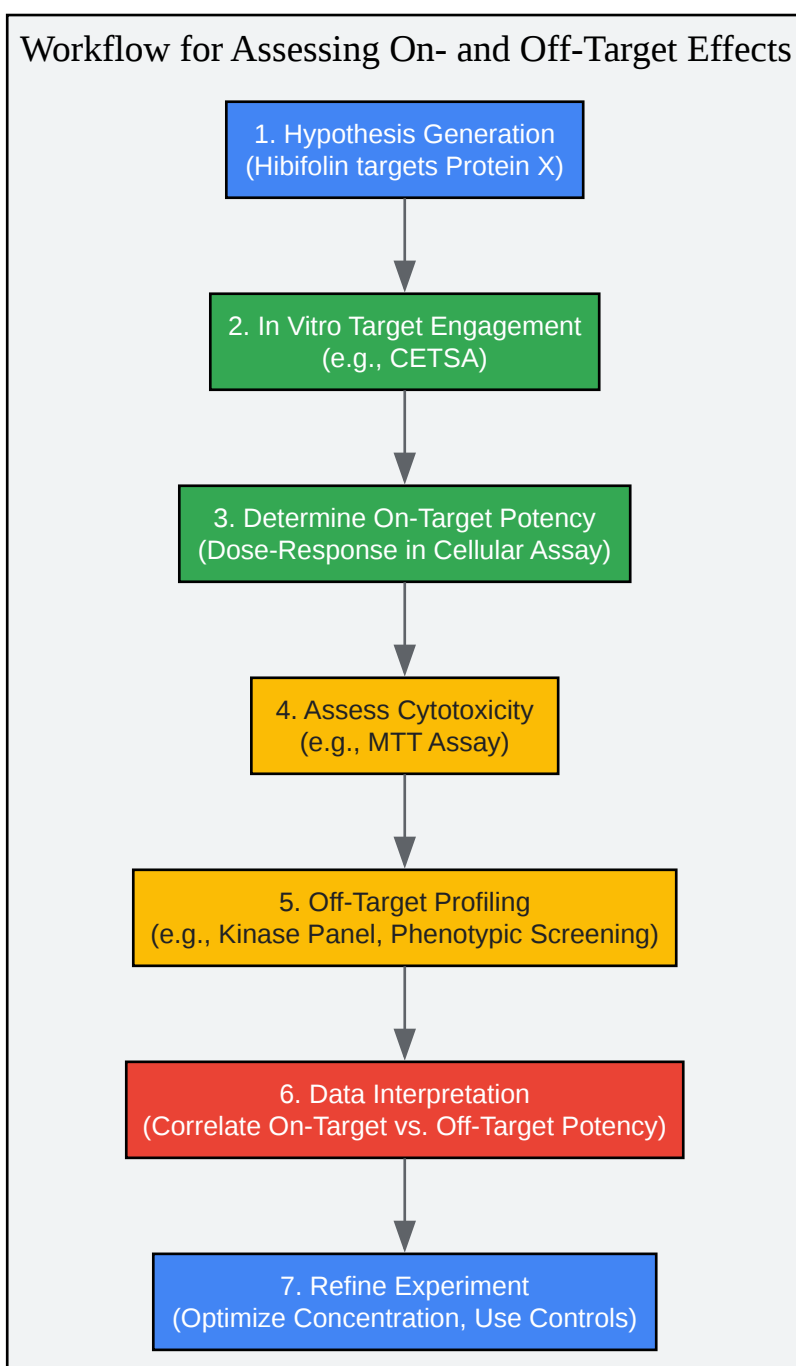 Workflow for Assessing On- and Off-Target Effects
1. Hypothesis Generation
(Hibifolin targets Protein X)
2. In Vitro Target Engagement
(e.g., CETSA)
3. Determine On-Target Potency
(Dose-Response in Cellular Assay)
4. Assess Cytotoxicity
(e.g., MTT Assay)
5. Off-Target Profiling
(e.g., Kinase Panel, Phenotypic Screening)
6. Data Interpretation
(Correlate On-Target vs. Off-Target Potency)
7. Refine Experiment
(Optimize Concentration, Use Controls)